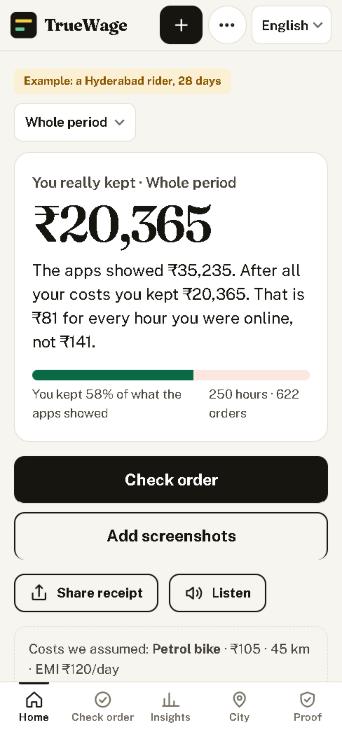 TrueWage
English
Example: a Hyderabad rider, 28 days
Whole period
You really kept · Whole period
₹20,365
The apps showed ₹35,235. After all
your costs you kept ₹20,365. That is
₹81 for every hour you were online,
not ₹141.
You kept 58% of what the
apps showed
250 hours · 622
orders
Check order
Add screenshots
Share receipt
Listen
Costs we assumed: Petrol bike · ₹105 · 45 km
· EMI ₹120/day
Home
Check order
Insights
City
Proof